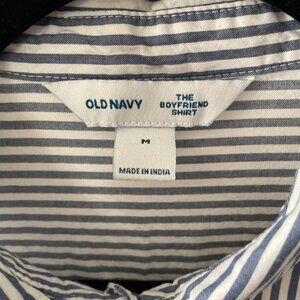 OLD NAVY
THE
BOYFRIEND
SHIRT
M
MADE IN INDIA